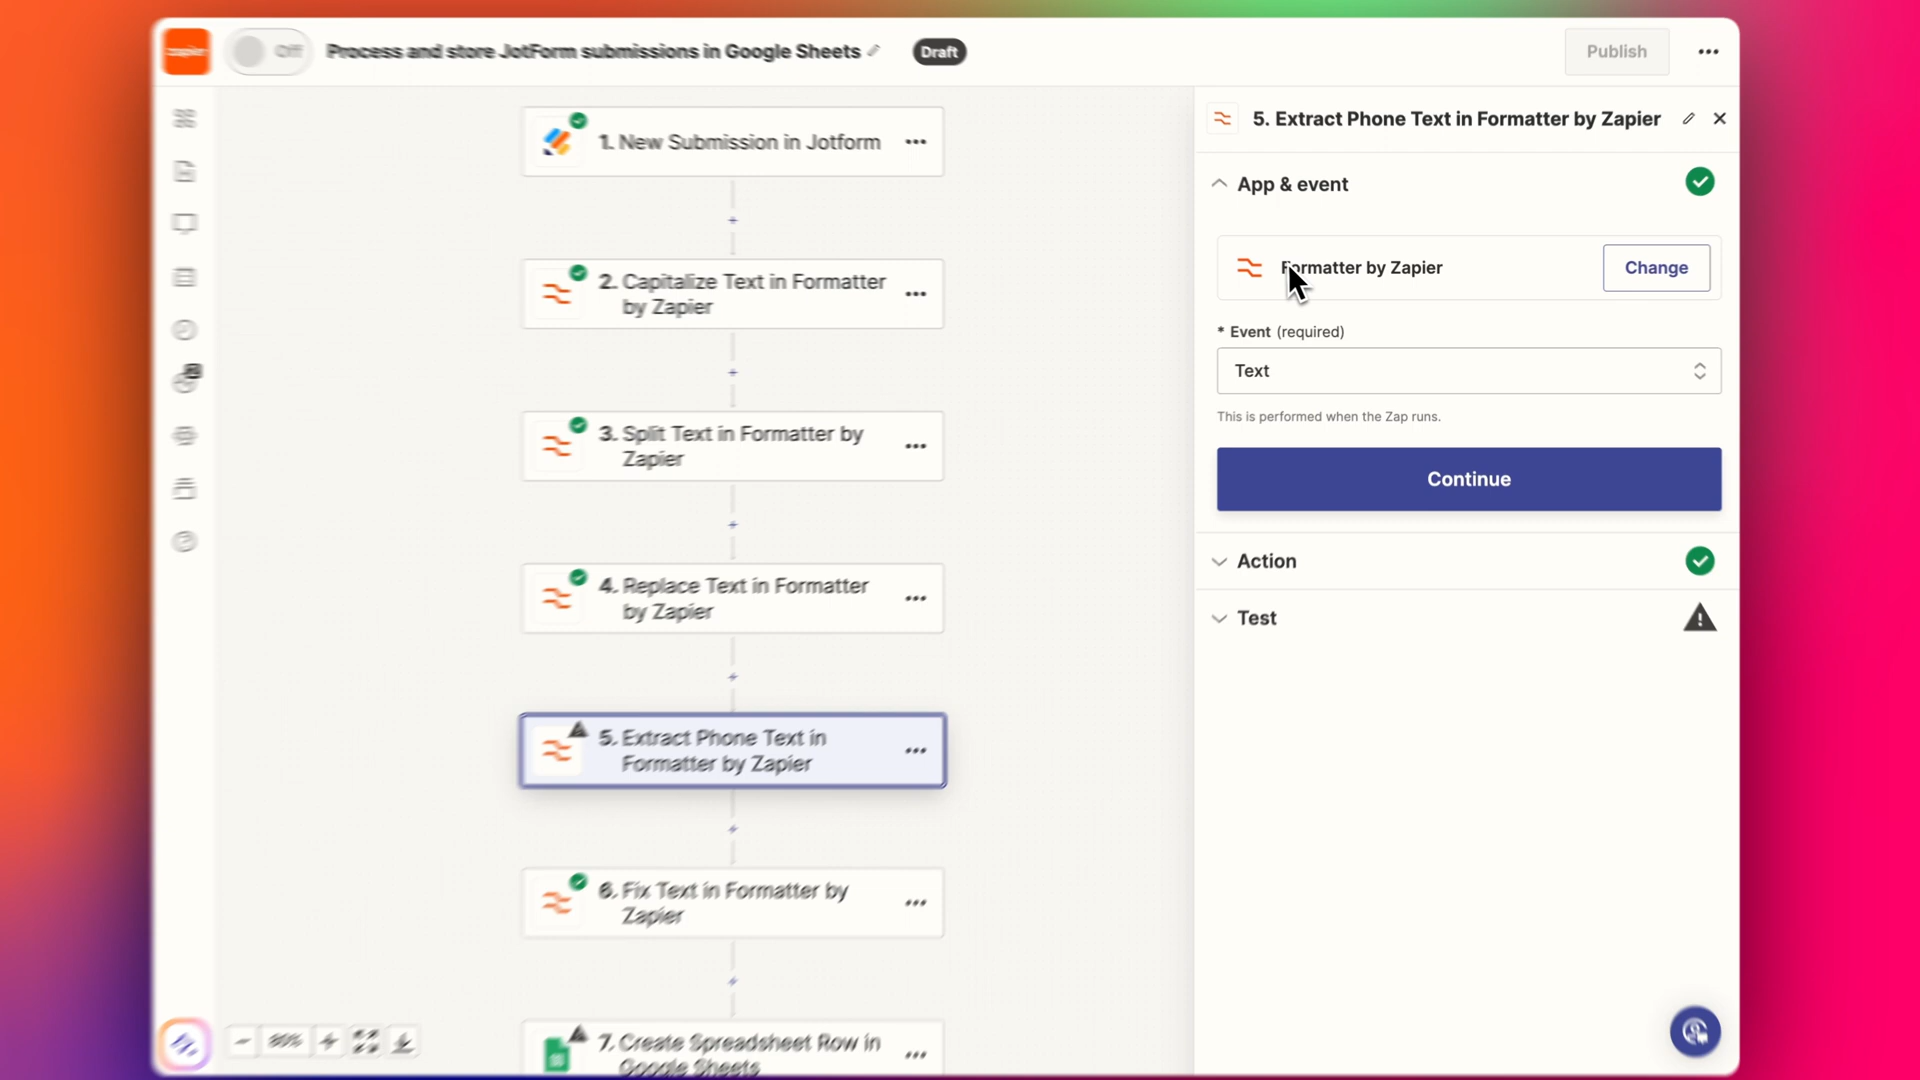 zapier
Off
Process and store JotForm submissions in Google Sheets
Draft
Publish
1. New Submission in Jotform
2. Capitalize Text in Formatter
by Zapier
3. Split Text in Formatter by
Zapier
4. Replace Text in Formatter
by Zapier
5. Extract Phone Text in
Formatter by Zapier
6. Fix Text in Formatter by
Zapier
7. Create Spreadsheet Row in
Google Sheets
5. Extract Phone Text in Formatter by Zapier
App & event
Formatter by Zapier
Change
* Event (required)
Text
This is performed when the Zap runs.
Continue
Action
Test